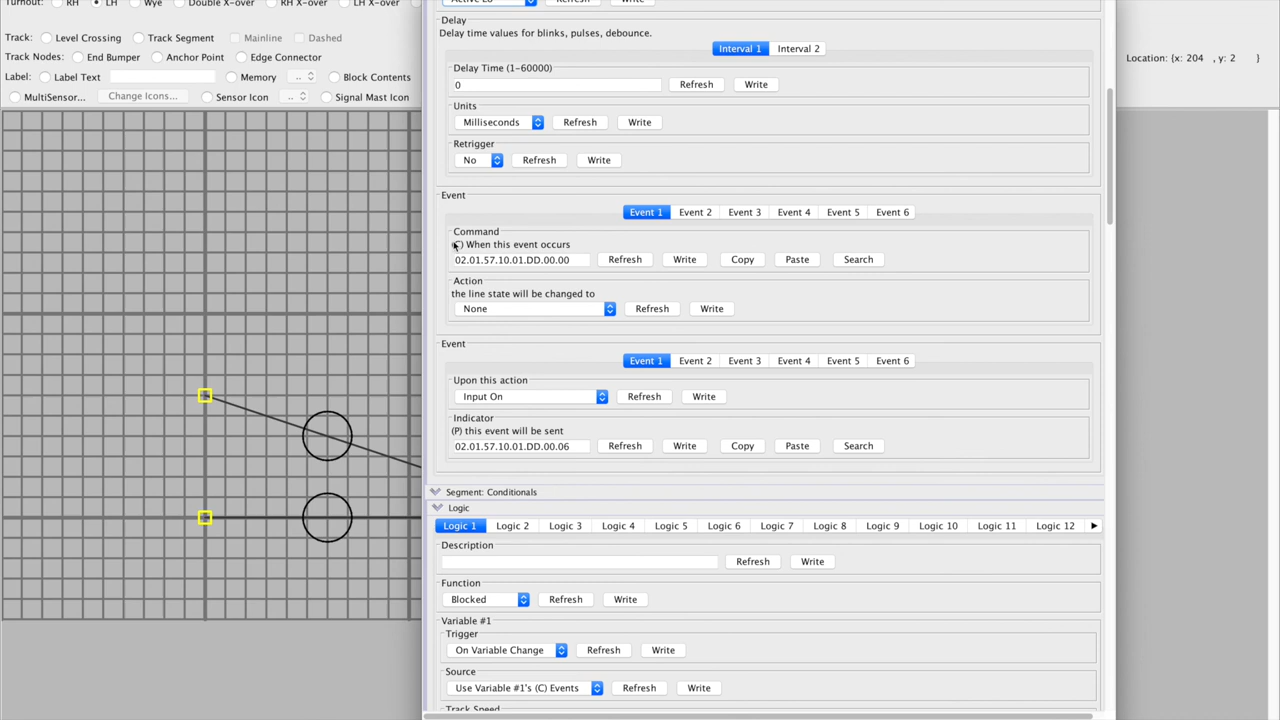 Turnout: RH LH Wye Double X-over RH X-over LH X-over
Track: Level Crossing Track Segment Mainline Dashed
Track Nodes: End Bumper Anchor Point Edge Connector
Label: Label Text Memory .. Block Contents
MultiSensor... Change Icons... Sensor Icon .. Signal Mast Icon
Location: {x: 204 , y: 2 }
Refresh Write
Delay
Delay time values for blinks, pulses, debounce.
Interval 1 Interval 2
Delay Time (1-60000)
0 Refresh Write
Units
Milliseconds Refresh Write
Retrigger
No Refresh Write
Event
Event 1 Event 2 Event 3 Event 4 Event 5 Event 6
Command
(C) When this event occurs
02.01.57.10.01.DD.00.00 Refresh Write Copy Paste Search
Action
the line state will be changed to
None Refresh Write
Event
Event 1 Event 2 Event 3 Event 4 Event 5 Event 6
Upon this action
Input On Refresh Write
Indicator
(P) this event will be sent
02.01.57.10.01.DD.00.06 Refresh Write Copy Paste Search
Segment: Conditionals
Logic
Logic 1 Logic 2 Logic 3 Logic 4 Logic 5 Logic 6 Logic 7 Logic 8 Logic 9 Logic 10 Logic 11 Logic 12
Description
Refresh Write
Function
Blocked Refresh Write
Variable #1
Trigger
On Variable Change Refresh Write
Source
Use Variable #1's (C) Events Refresh Write
Track Speed